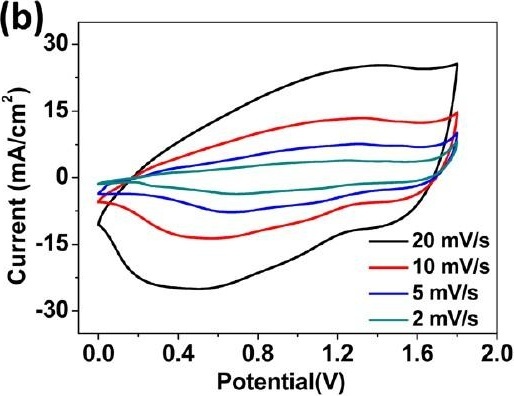 (b)
Current (mA/cm²)
30
15
0
-15
-30
20 mV/s
10 mV/s
5 mV/s
2 mV/s
0.0 0.4 0.8 1.2 1.6 2.0
Potential(V)